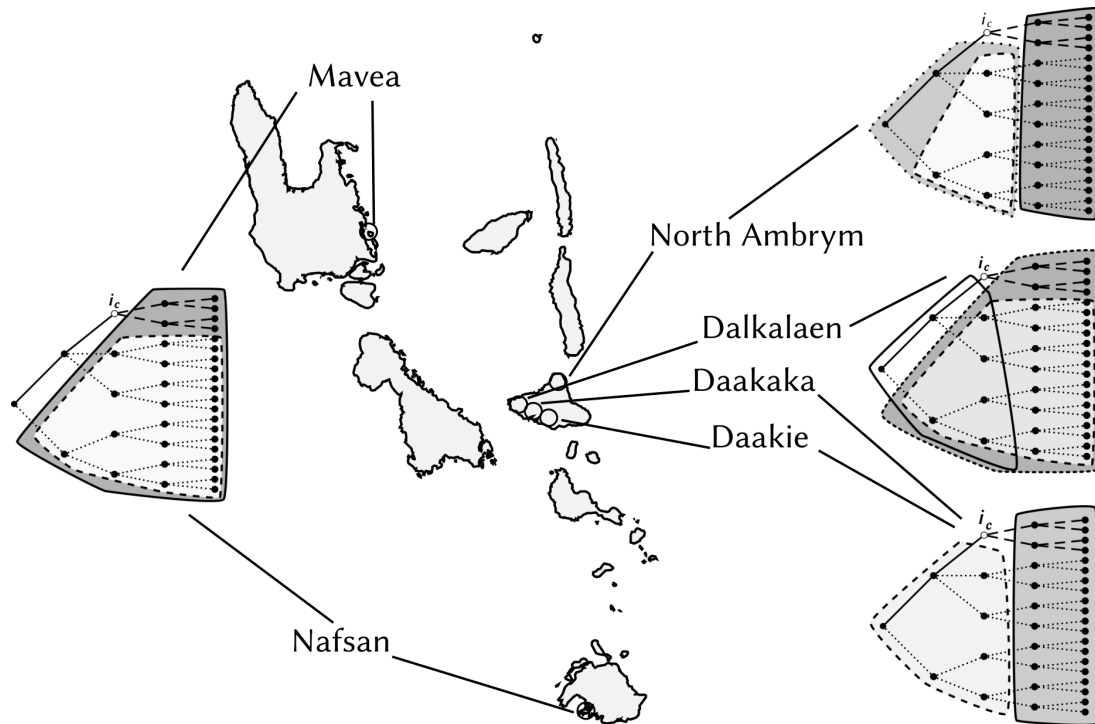 i_c
Mavea
North Ambrym
i_c
i_c
Dalkalaen
Daakaka
Daakie
i_c
Nafsan